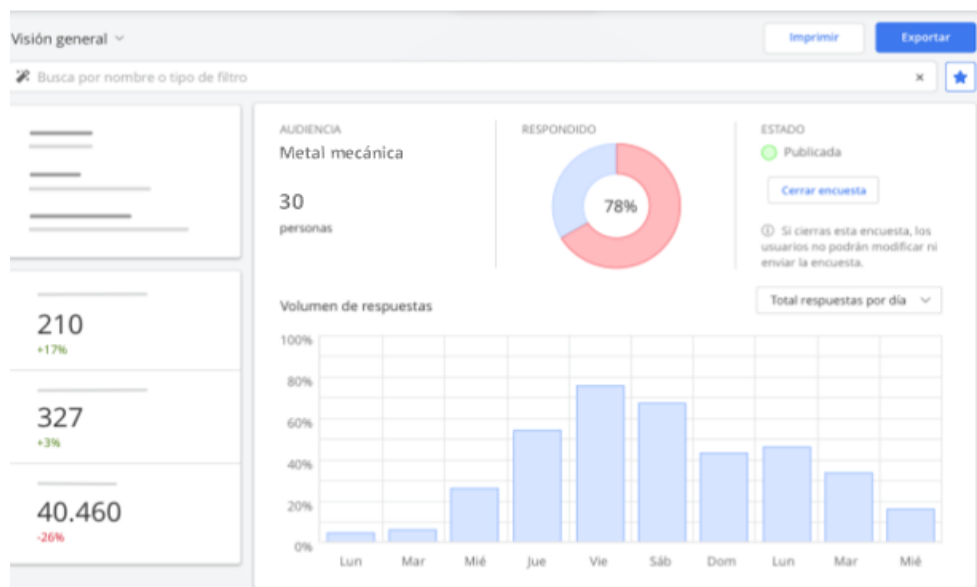 Visión general
Imprimir
Exportar
Busca por nombre o tipo de filtro
AUDIENCIA
Metal mecánica
30
personas
RESPONDIDO
78%
ESTADO
Publicada
Cerrar encuesta
Si cierras esta encuesta, los
usuarios no podrán modificar ni
enviar la encuesta.
210
+17%
327
+3%
40.460
-26%
Volumen de respuestas
Total respuestas por día
100%
80%
60%
40%
20%
0%
Lun Mar Mié Jue Vie Sáb Dom Lun Mar Mié